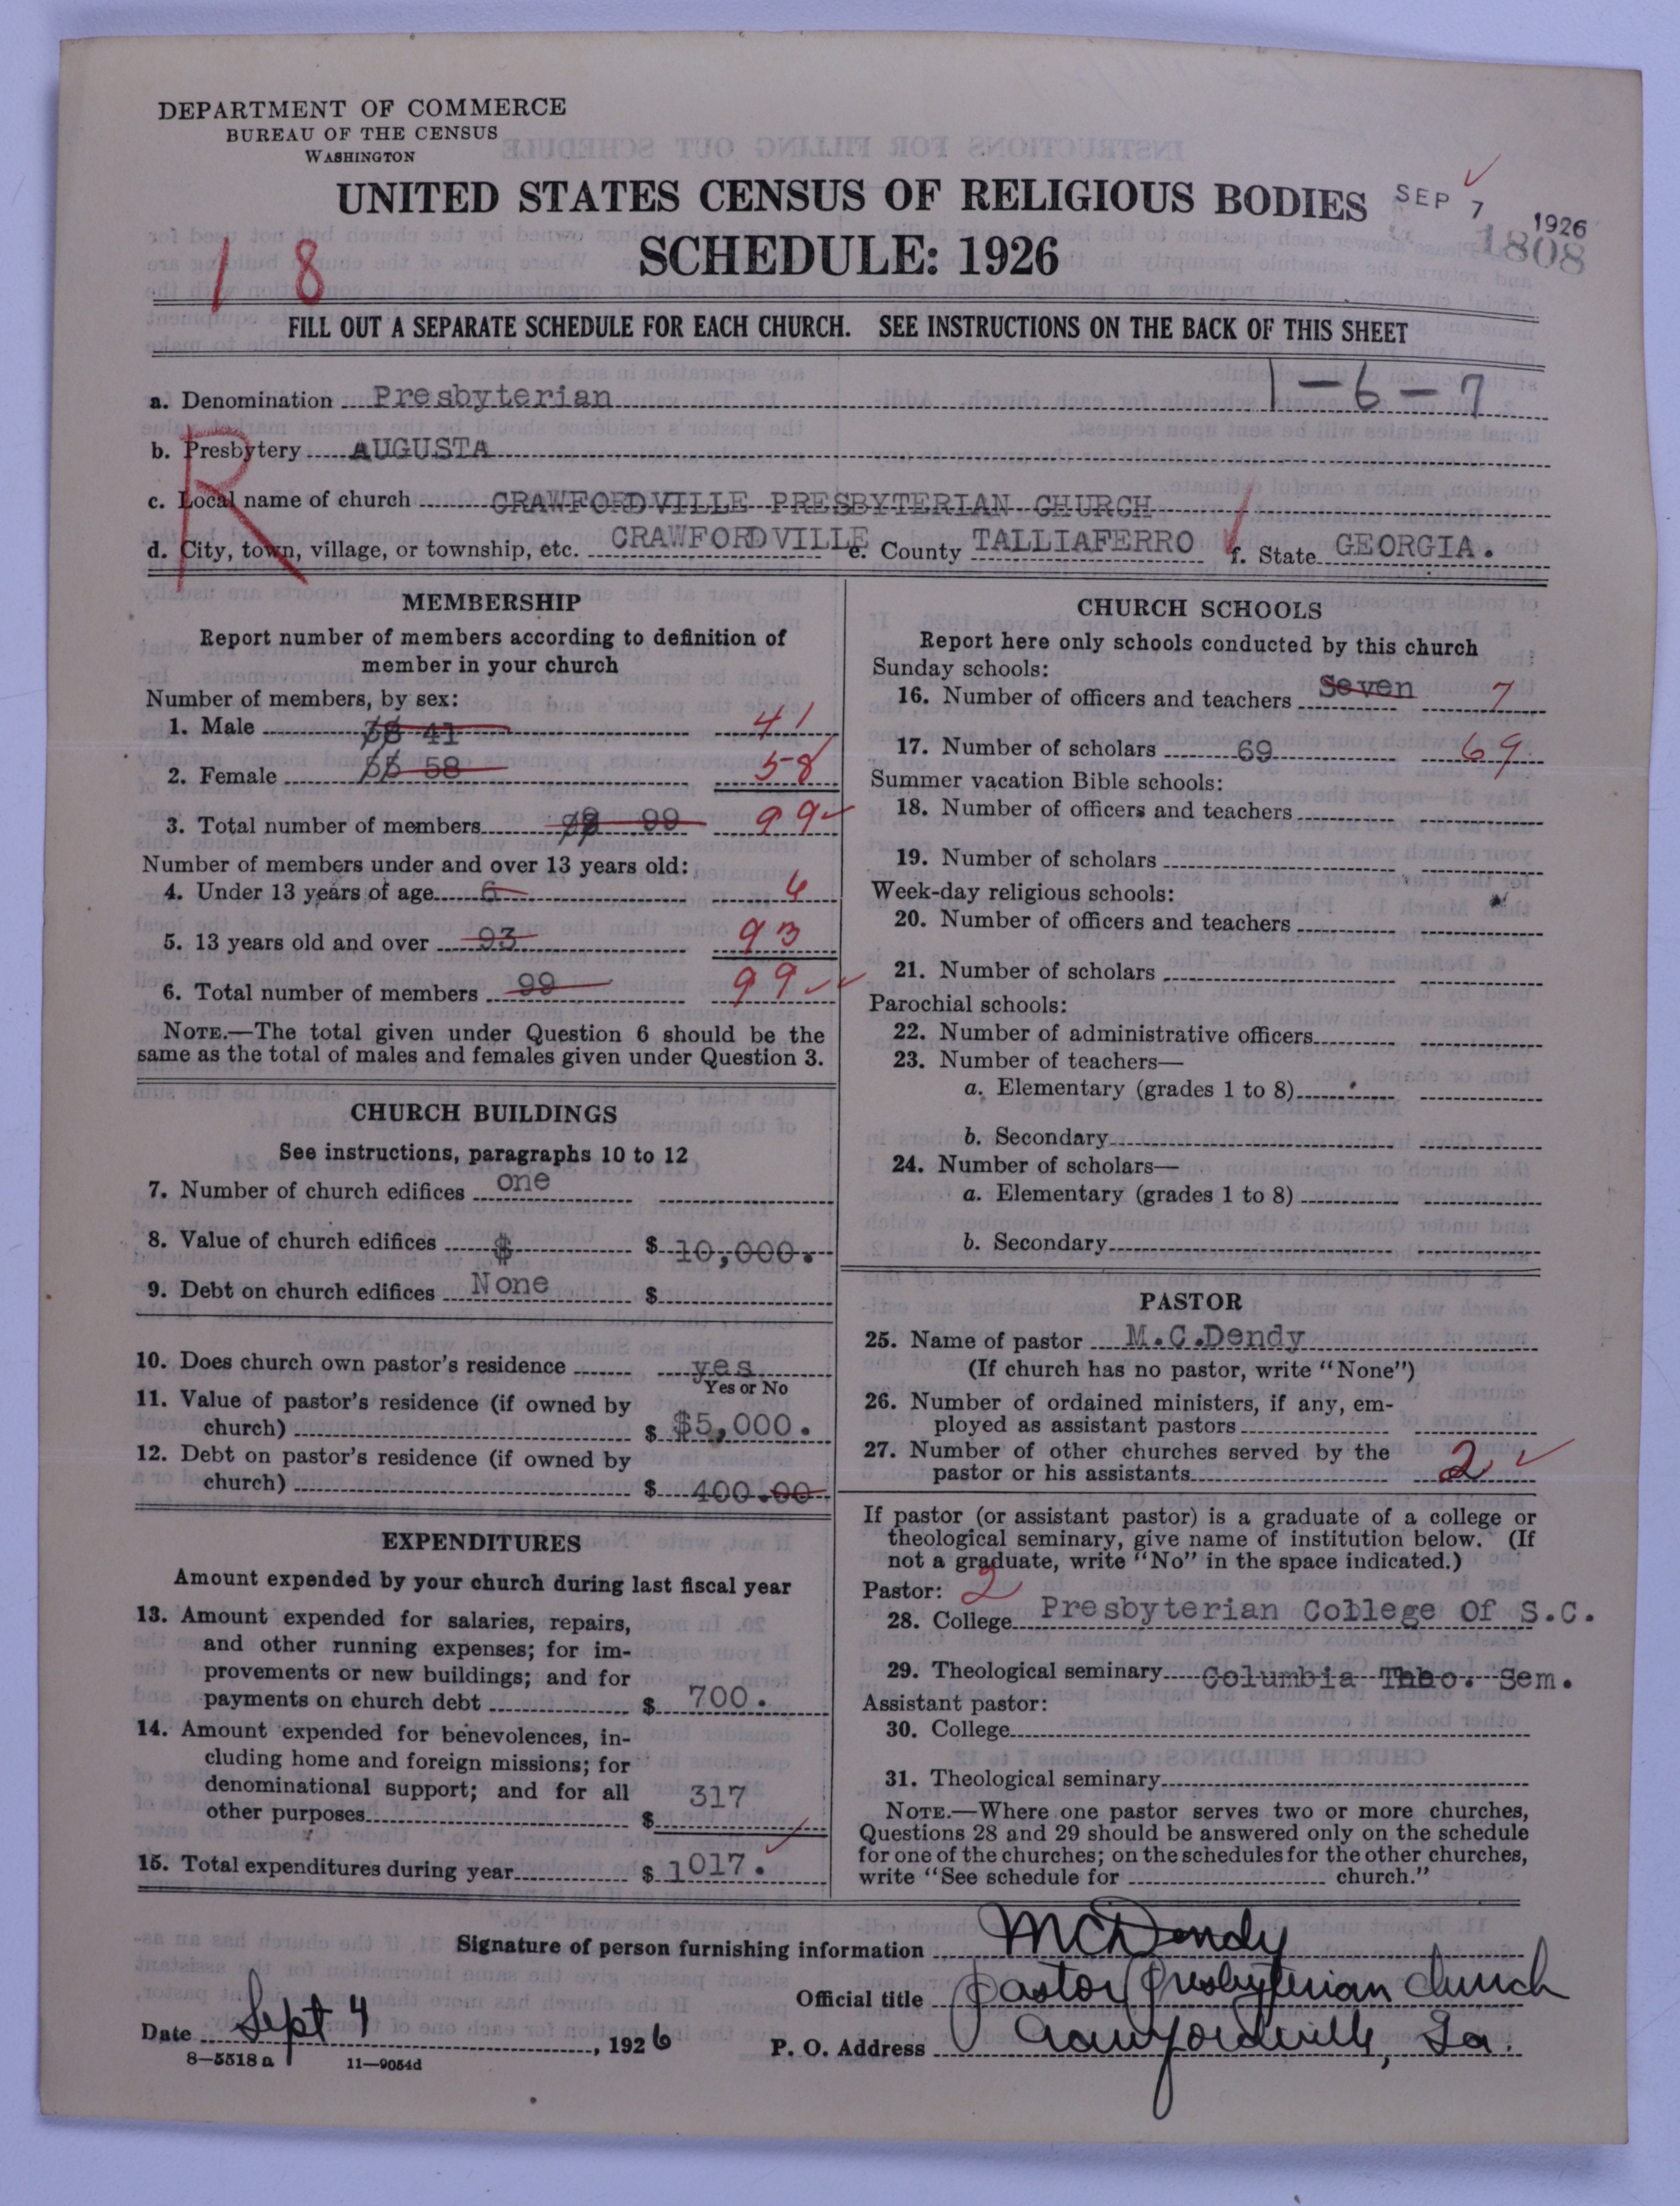 DEPARTMENT OF COMMERCE
BUREAU OF THE CENSUS
WASHINGTON
UNITED STATES CENSUS OF RELIGIOUS BODIES
SCHEDULE: 1926
SEP 7 1926
1808
1 8
FILL OUT A SEPARATE SCHEDULE FOR EACH CHURCH. SEE INSTRUCTIONS ON THE BACK OF THIS SHEET
1-6-7
a. Denomination Presbyterian
b. Presbytery AUGUSTA
R
c. Local name of church CRAWFORDVILLE PRESBYTERIAN CHURCH
d. City, town, village, or township, etc. CRAWFORDVILLE e. County TALLIAFERRO f. State GEORGIA.
MEMBERSHIP
Report number of members according to definition of
member in your church
Number of members, by sex:
1. Male 41 41
2. Female 58 58
3. Total number of members 99 99
Number of members under and over 13 years old:
4. Under 13 years of age 6 6
5. 13 years old and over 93 93
6. Total number of members 99 99
NOTE.—The total given under Question 6 should be the
same as the total of males and females given under Question 3.
CHURCH BUILDINGS
See instructions, paragraphs 10 to 12
7. Number of church edifices one
8. Value of church edifices $ $ 10,000.
9. Debt on church edifices None $
10. Does church own pastor's residence yes
Yes or No
11. Value of pastor's residence (if owned by
church) $ $5,000.
12. Debt on pastor's residence (if owned by
church) $ 400.00
EXPENDITURES
Amount expended by your church during last fiscal year
13. Amount expended for salaries, repairs,
and other running expenses; for im-
provements or new buildings; and for
payments on church debt $ 700.
14. Amount expended for benevolences, in-
cluding home and foreign missions; for
denominational support; and for all
other purposes $ 317
15. Total expenditures during year $ 1017.
CHURCH SCHOOLS
Report here only schools conducted by this church
Sunday schools:
16. Number of officers and teachers Seven 7
17. Number of scholars 69 69
Summer vacation Bible schools:
18. Number of officers and teachers
19. Number of scholars
Week-day religious schools:
20. Number of officers and teachers
21. Number of scholars
Parochial schools:
22. Number of administrative officers
23. Number of teachers—
a. Elementary (grades 1 to 8)
b. Secondary
24. Number of scholars—
a. Elementary (grades 1 to 8)
b. Secondary
PASTOR
25. Name of pastor M.C.Dendy
(If church has no pastor, write "None")
26. Number of ordained ministers, if any, em-
ployed as assistant pastors
27. Number of other churches served by the
pastor or his assistants 2
If pastor (or assistant pastor) is a graduate of a college or
theological seminary, give name of institution below. (If
not a graduate, write "No" in the space indicated.)
Pastor: 2
28. College Presbyterian College Of S.C.
29. Theological seminary Columbia Theo. Sem.
Assistant pastor:
30. College
31. Theological seminary
NOTE.—Where one pastor serves two or more churches,
Questions 28 and 29 should be answered only on the schedule
for one of the churches; on the schedules for the other churches,
write "See schedule for church."
Signature of person furnishing information MCDendy
Official title Pastor Presbyterian Church
Date Sept 4, 1926 P. O. Address Crawfordville, Ga.
8—5518a 11—9054d